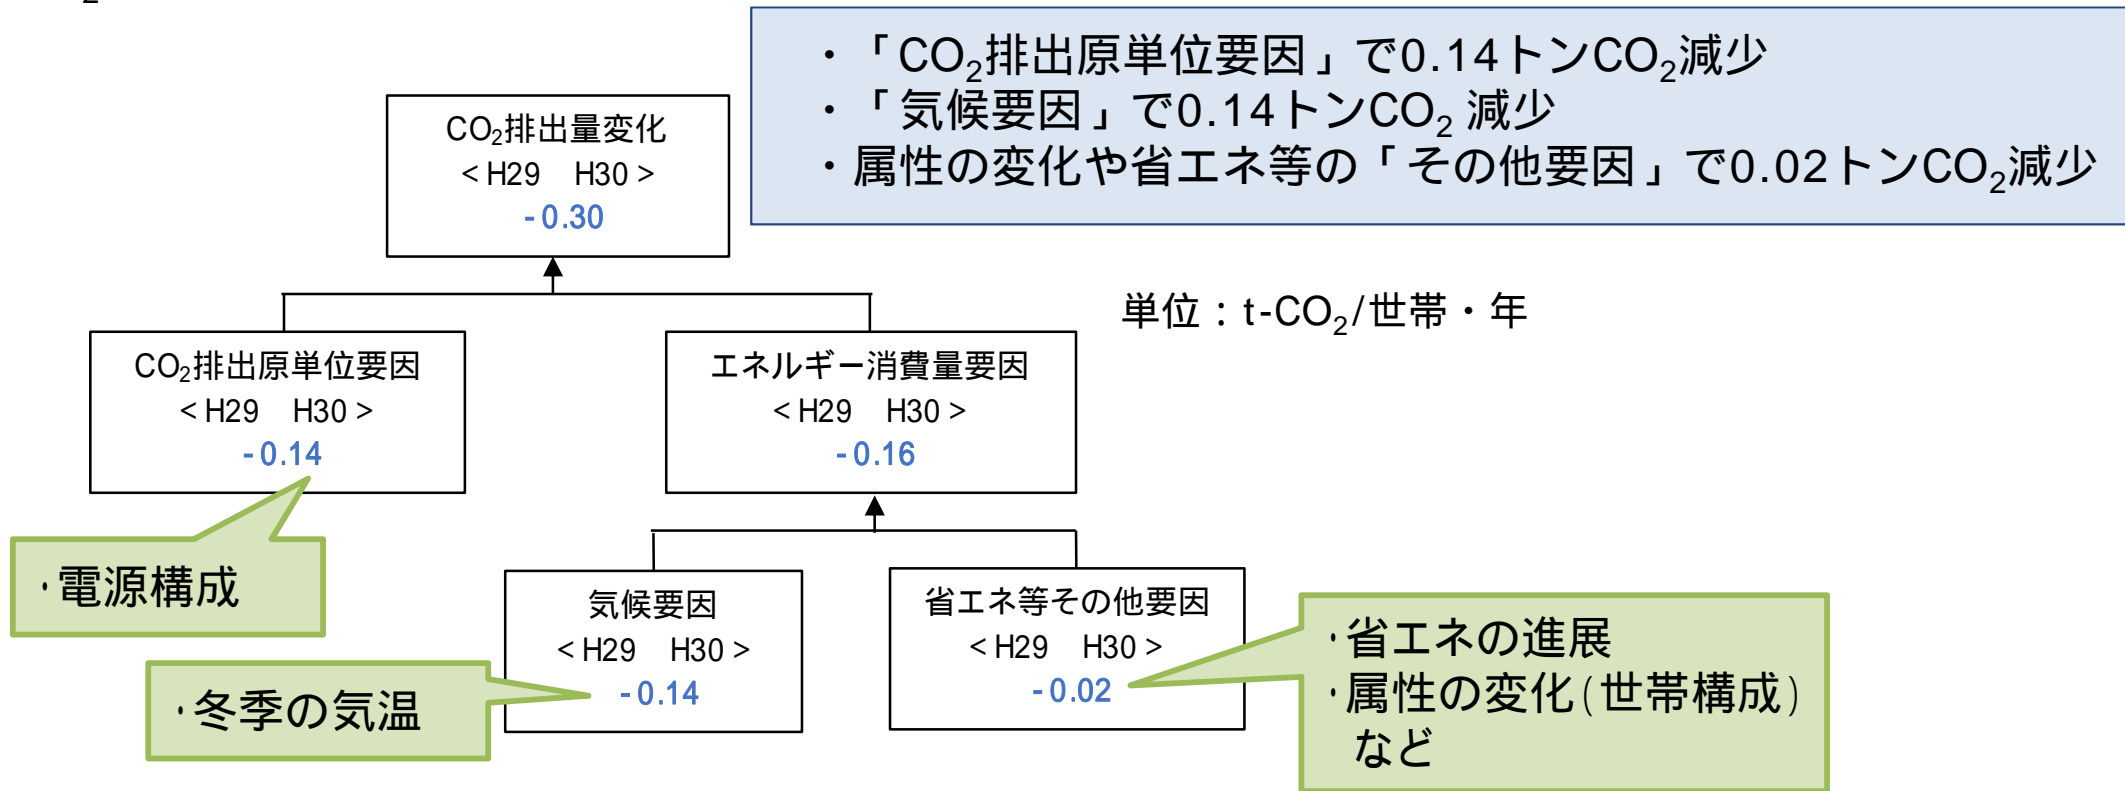 2
・「CO2排出原単位要因」で0.14トンCO2減少
・「気候要因」で0.14トンCO2 減少
・属性の変化や省エネ等の「その他要因」で0.02トンCO2減少
CO2排出量変化
<H29　H30>
-0.30
単位：t-CO2/世帯・年
CO2排出原単位要因
<H29　H30>
-0.14
エネルギー消費量要因
<H29　H30>
-0.16
・電源構成
気候要因
<H29　H30>
-0.14
省エネ等その他要因
<H29　H30>
-0.02
・冬季の気温
・省エネの進展
・属性の変化(世帯構成)
など